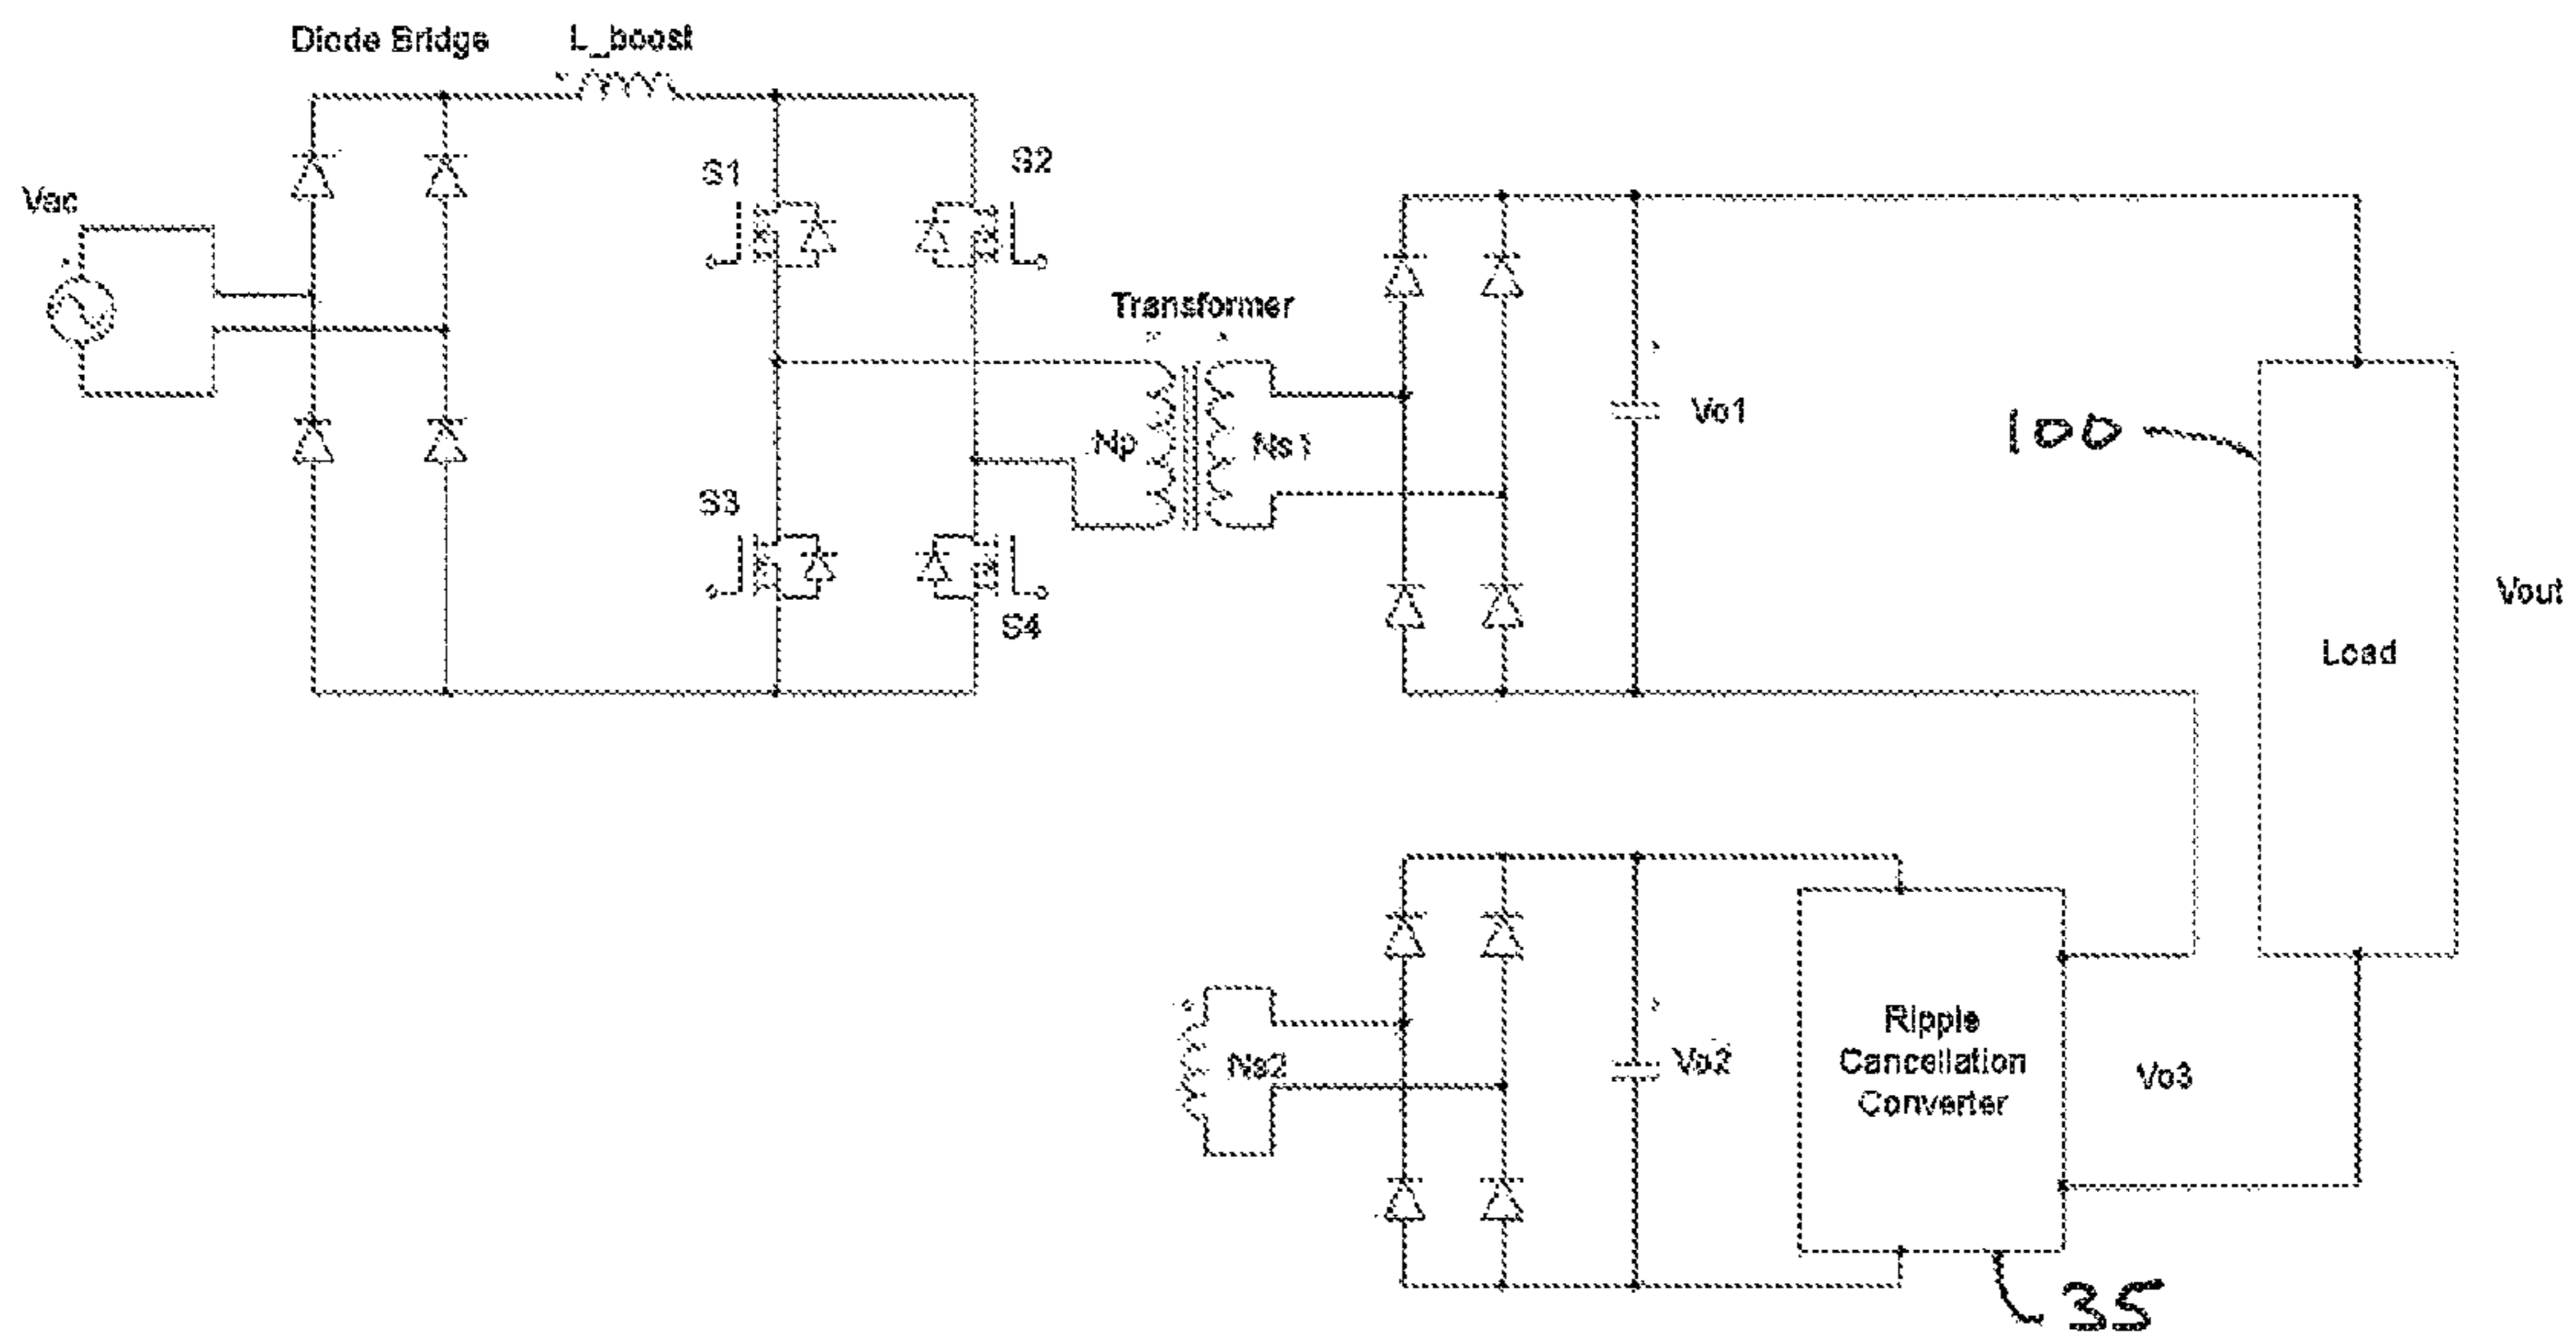 Diode Bridge
L_boost
Vac
S1
S2
Transformer
Np
Ns1
Vo1
100
S3
S4
Vout
Load
Ns2
Vo2
Ripple
Cancellation
Converter
Vo3
35